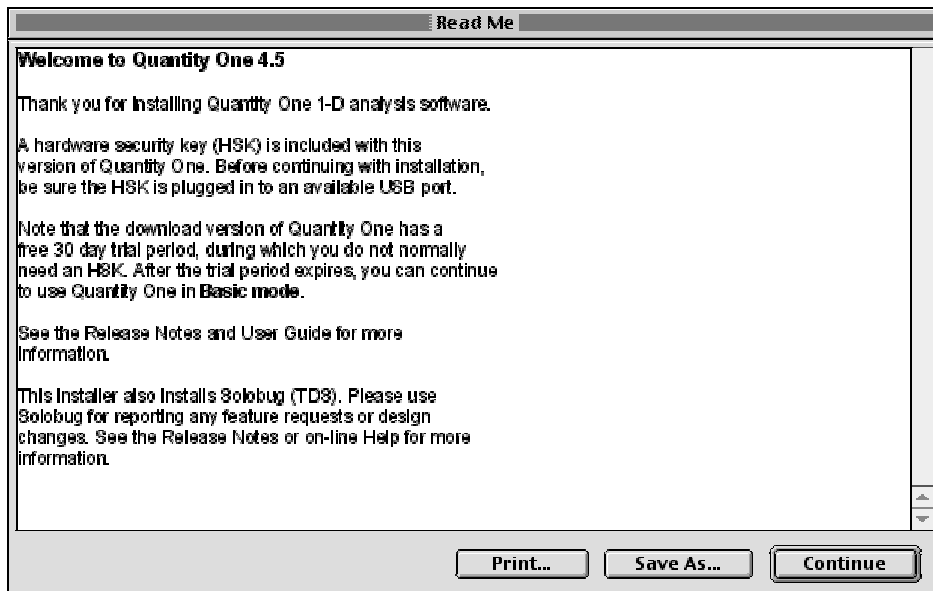 Read Me
Welcome to Quantity One 4.5
Thank you for installing Quantity One 1-D analysis software.
A hardware security key (HSK) is included with this
version of Quantity One. Before continuing with installation,
be sure the HSK is plugged in to an available USB port.
Note that the download version of Quantity One has a
free 30 day trial period, during which you do not normally
need an HSK. After the trial period expires, you can continue
to use Quantity One in Basic mode.
See the Release Notes and User Guide for more
information.
This installer also installs Solobug (TDS). Please use
Solobug for reporting any feature requests or design
changes. See the Release Notes or on-line Help for more
information.
Print...
Save As...
Continue